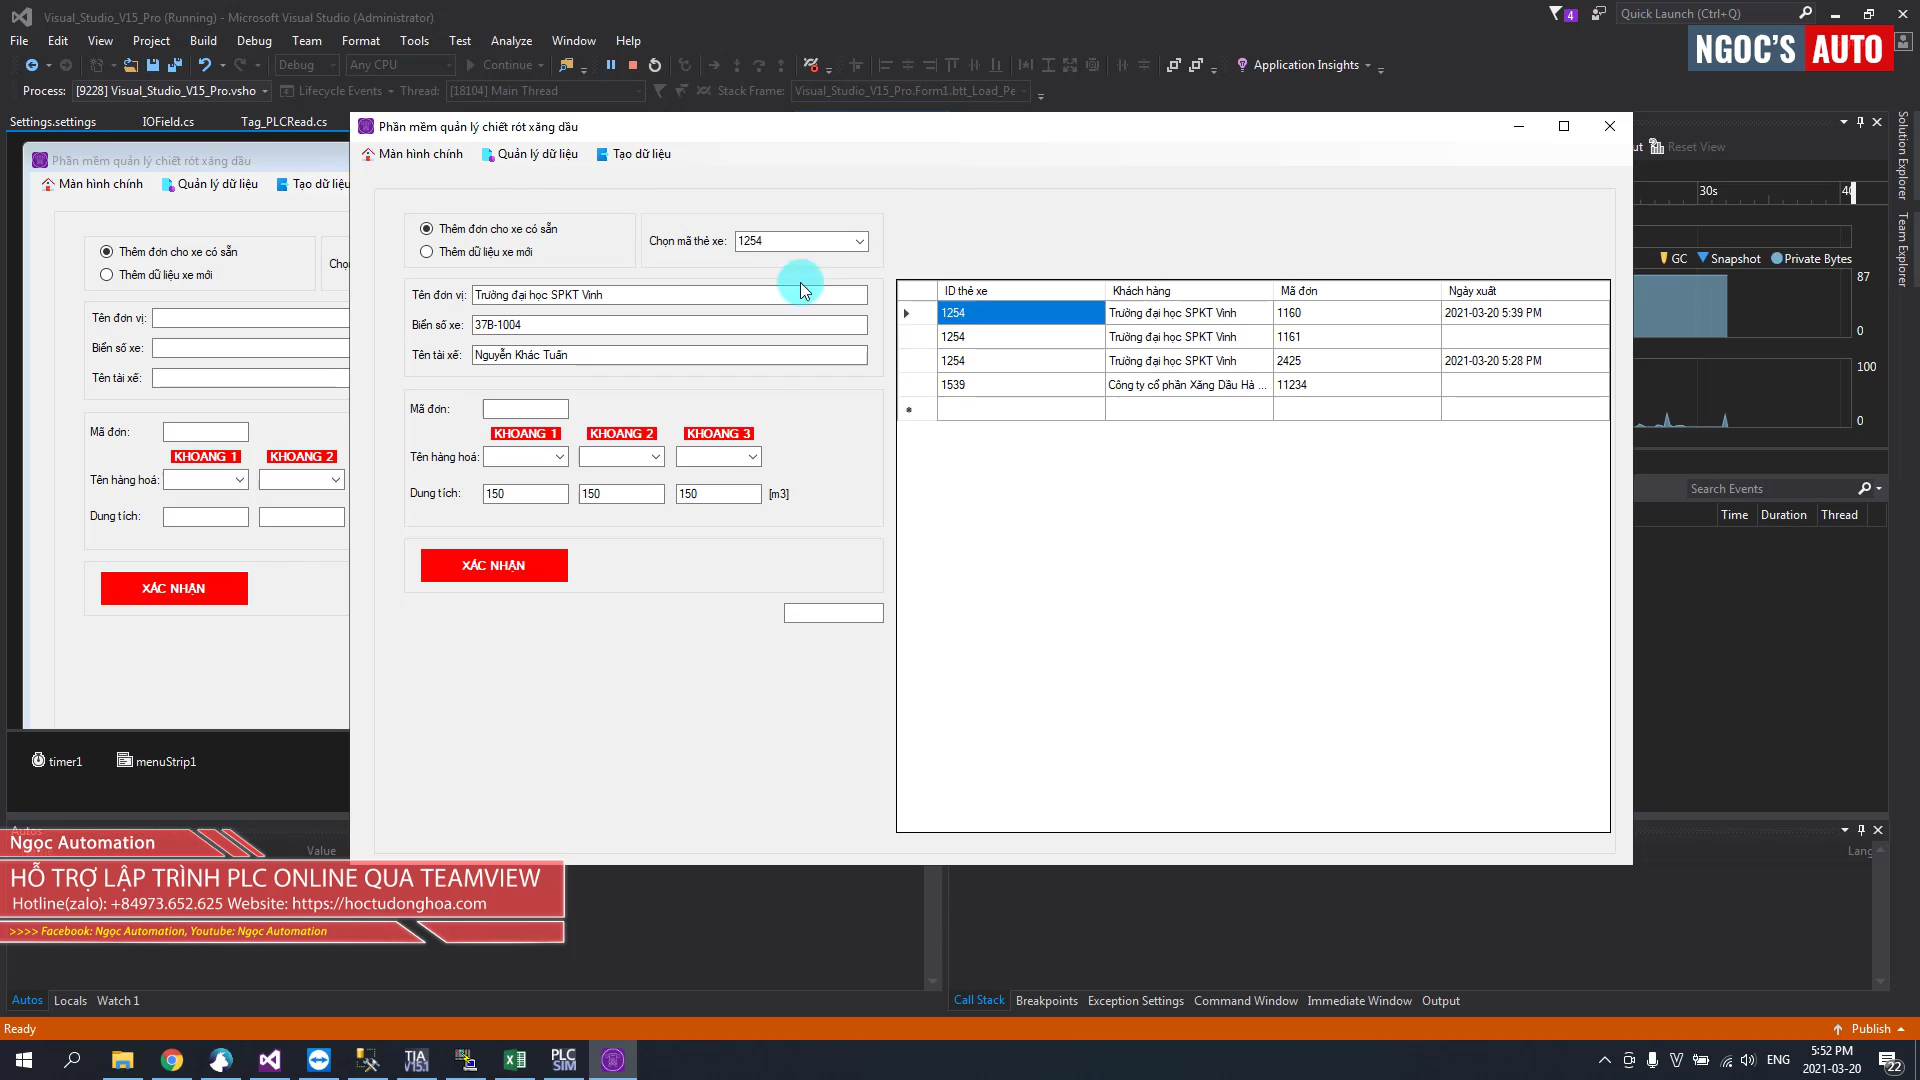 Visual_Studio_V15_Pro (Running) - Microsoft Visual Studio (Administrator)
4
Quick Launch (Ctrl+Q)
File Edit View Project Build Debug Team Format Tools Test Analyze Window Help
NGOC'S AUTO
Debug Any CPU Continue Application Insights
Process: [9228] Visual_Studio_V15_Pro.vsho Lifecycle Events Thread: [18104] Main Thread Stack Frame: Visual_Studio_V15_Pro.Form1.btt_Load_Pe
Settings.settings IOField.cs Tag_PLCRead.cs
Phần mềm quản lý chiết rót xăng dầu
Màn hình chính Quản lý dữ liệu Tạo dữ liệu
Phần mềm quản lý chiết rót xăng dầu
Màn hình chính Quản lý dữ liệu Tạo dữ liệu
Thêm đơn cho xe có sẵn
Thêm dữ liệu xe mới
Tên đơn vị:
Biển số xe:
Tên tài xế:
Mã đơn:
KHOANG 1 KHOANG 2
Tên hàng hoá:
Dung tích:
XÁC NHẬN
Thêm đơn cho xe có sẵn
Thêm dữ liệu xe mới
Chọn mã thẻ xe: 1254
Tên đơn vị: Trường đại học SPKT Vinh
Biển số xe: 37B-1004
Tên tài xế: Nguyễn Khác Tuấn
Mã đơn:
KHOANG 1 KHOANG 2 KHOANG 3
Tên hàng hoá:
Dung tích: 150 150 150 [m3]
XÁC NHẬN
ID thẻ xe Khách hàng Mã đơn Ngày xuất
1254 Trường đại học SPKT Vinh 1160 2021-03-20 5:39 PM
1254 Trường đại học SPKT Vinh 1161
1254 Trường đại học SPKT Vinh 2425 2021-03-20 5:28 PM
1539 Công ty cổ phần Xăng Dầu Hà ... 11234
Reset View
30s
GC Snapshot Private Bytes
87
0
100
0
Search Events
Time Duration Thread
Solution Explorer
Team Explorer
timer1 menuStrip1
Autos
Value
Lang
Ngọc Automation
HỖ TRỢ LẬP TRÌNH PLC ONLINE QUA TEAMVIEW
Hotline(zalo): +84973.652.625 Website: https://hoctudonghoa.com
>>>> Facebook: Ngọc Automation, Youtube: Ngọc Automation
Autos Locals Watch 1
Call Stack Breakpoints Exception Settings Command Window Immediate Window Output
Ready
Publish
TIA V15.1
PLC SIM
ENG
5:52 PM
2021-03-20
22